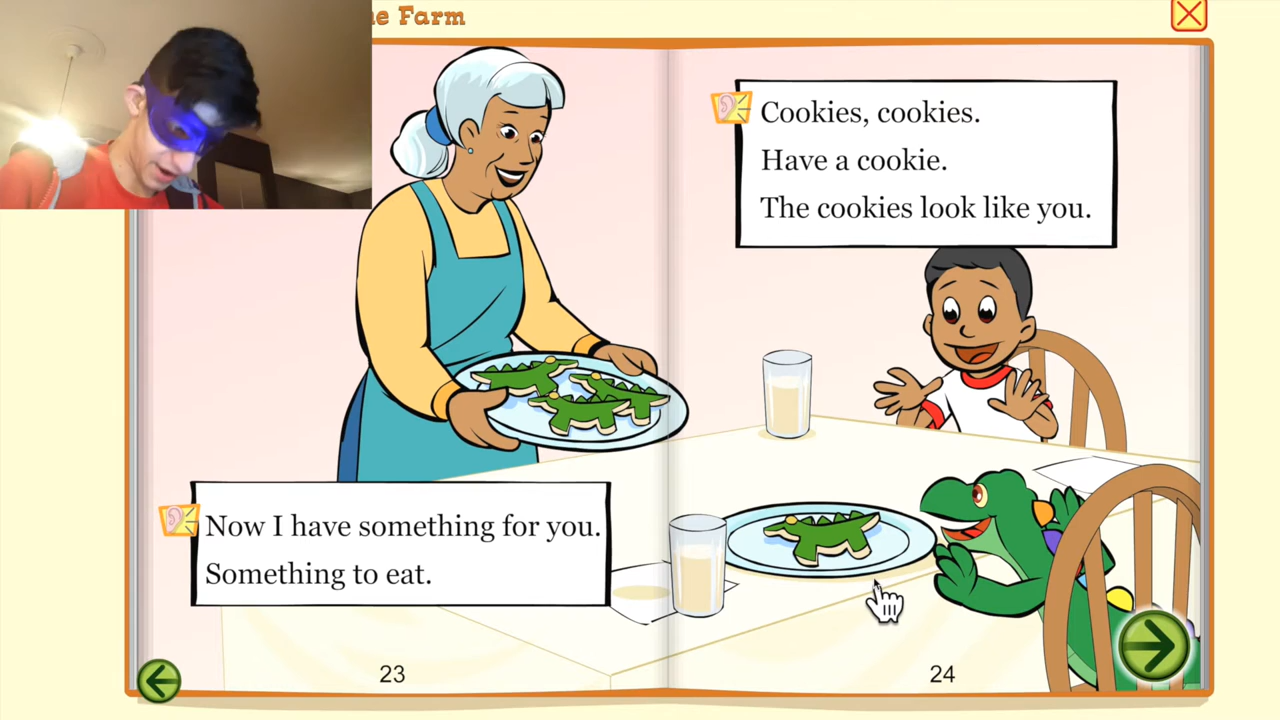 he Farm
Now I have something for you.
Something to eat.
Cookies, cookies.
Have a cookie.
The cookies look like you.
23
24